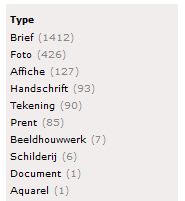 Type
Brief (1412)
Foto (426)
Affiche (127)
Handschrift (93)
Tekening (90)
Prent (85)
Beeldhouwwerk (7)
Schilderij (6)
Document (1)
Aquarel (1)